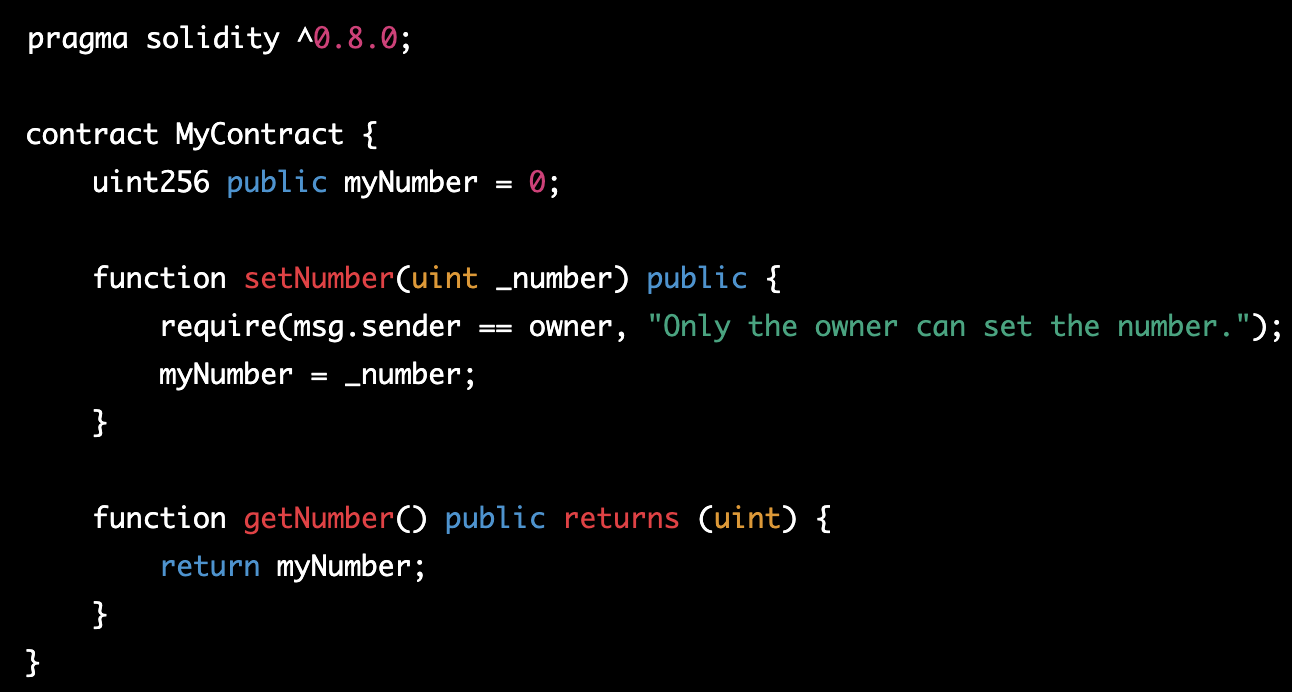 pragma solidity ^0.8.0;

contract MyContract {
    uint256 public myNumber = 0;

    function setNumber(uint _number) public {
        require(msg.sender == owner, "Only the owner can set the number.");
        myNumber = _number;
    }

    function getNumber() public returns (uint) {
        return myNumber;
    }
}